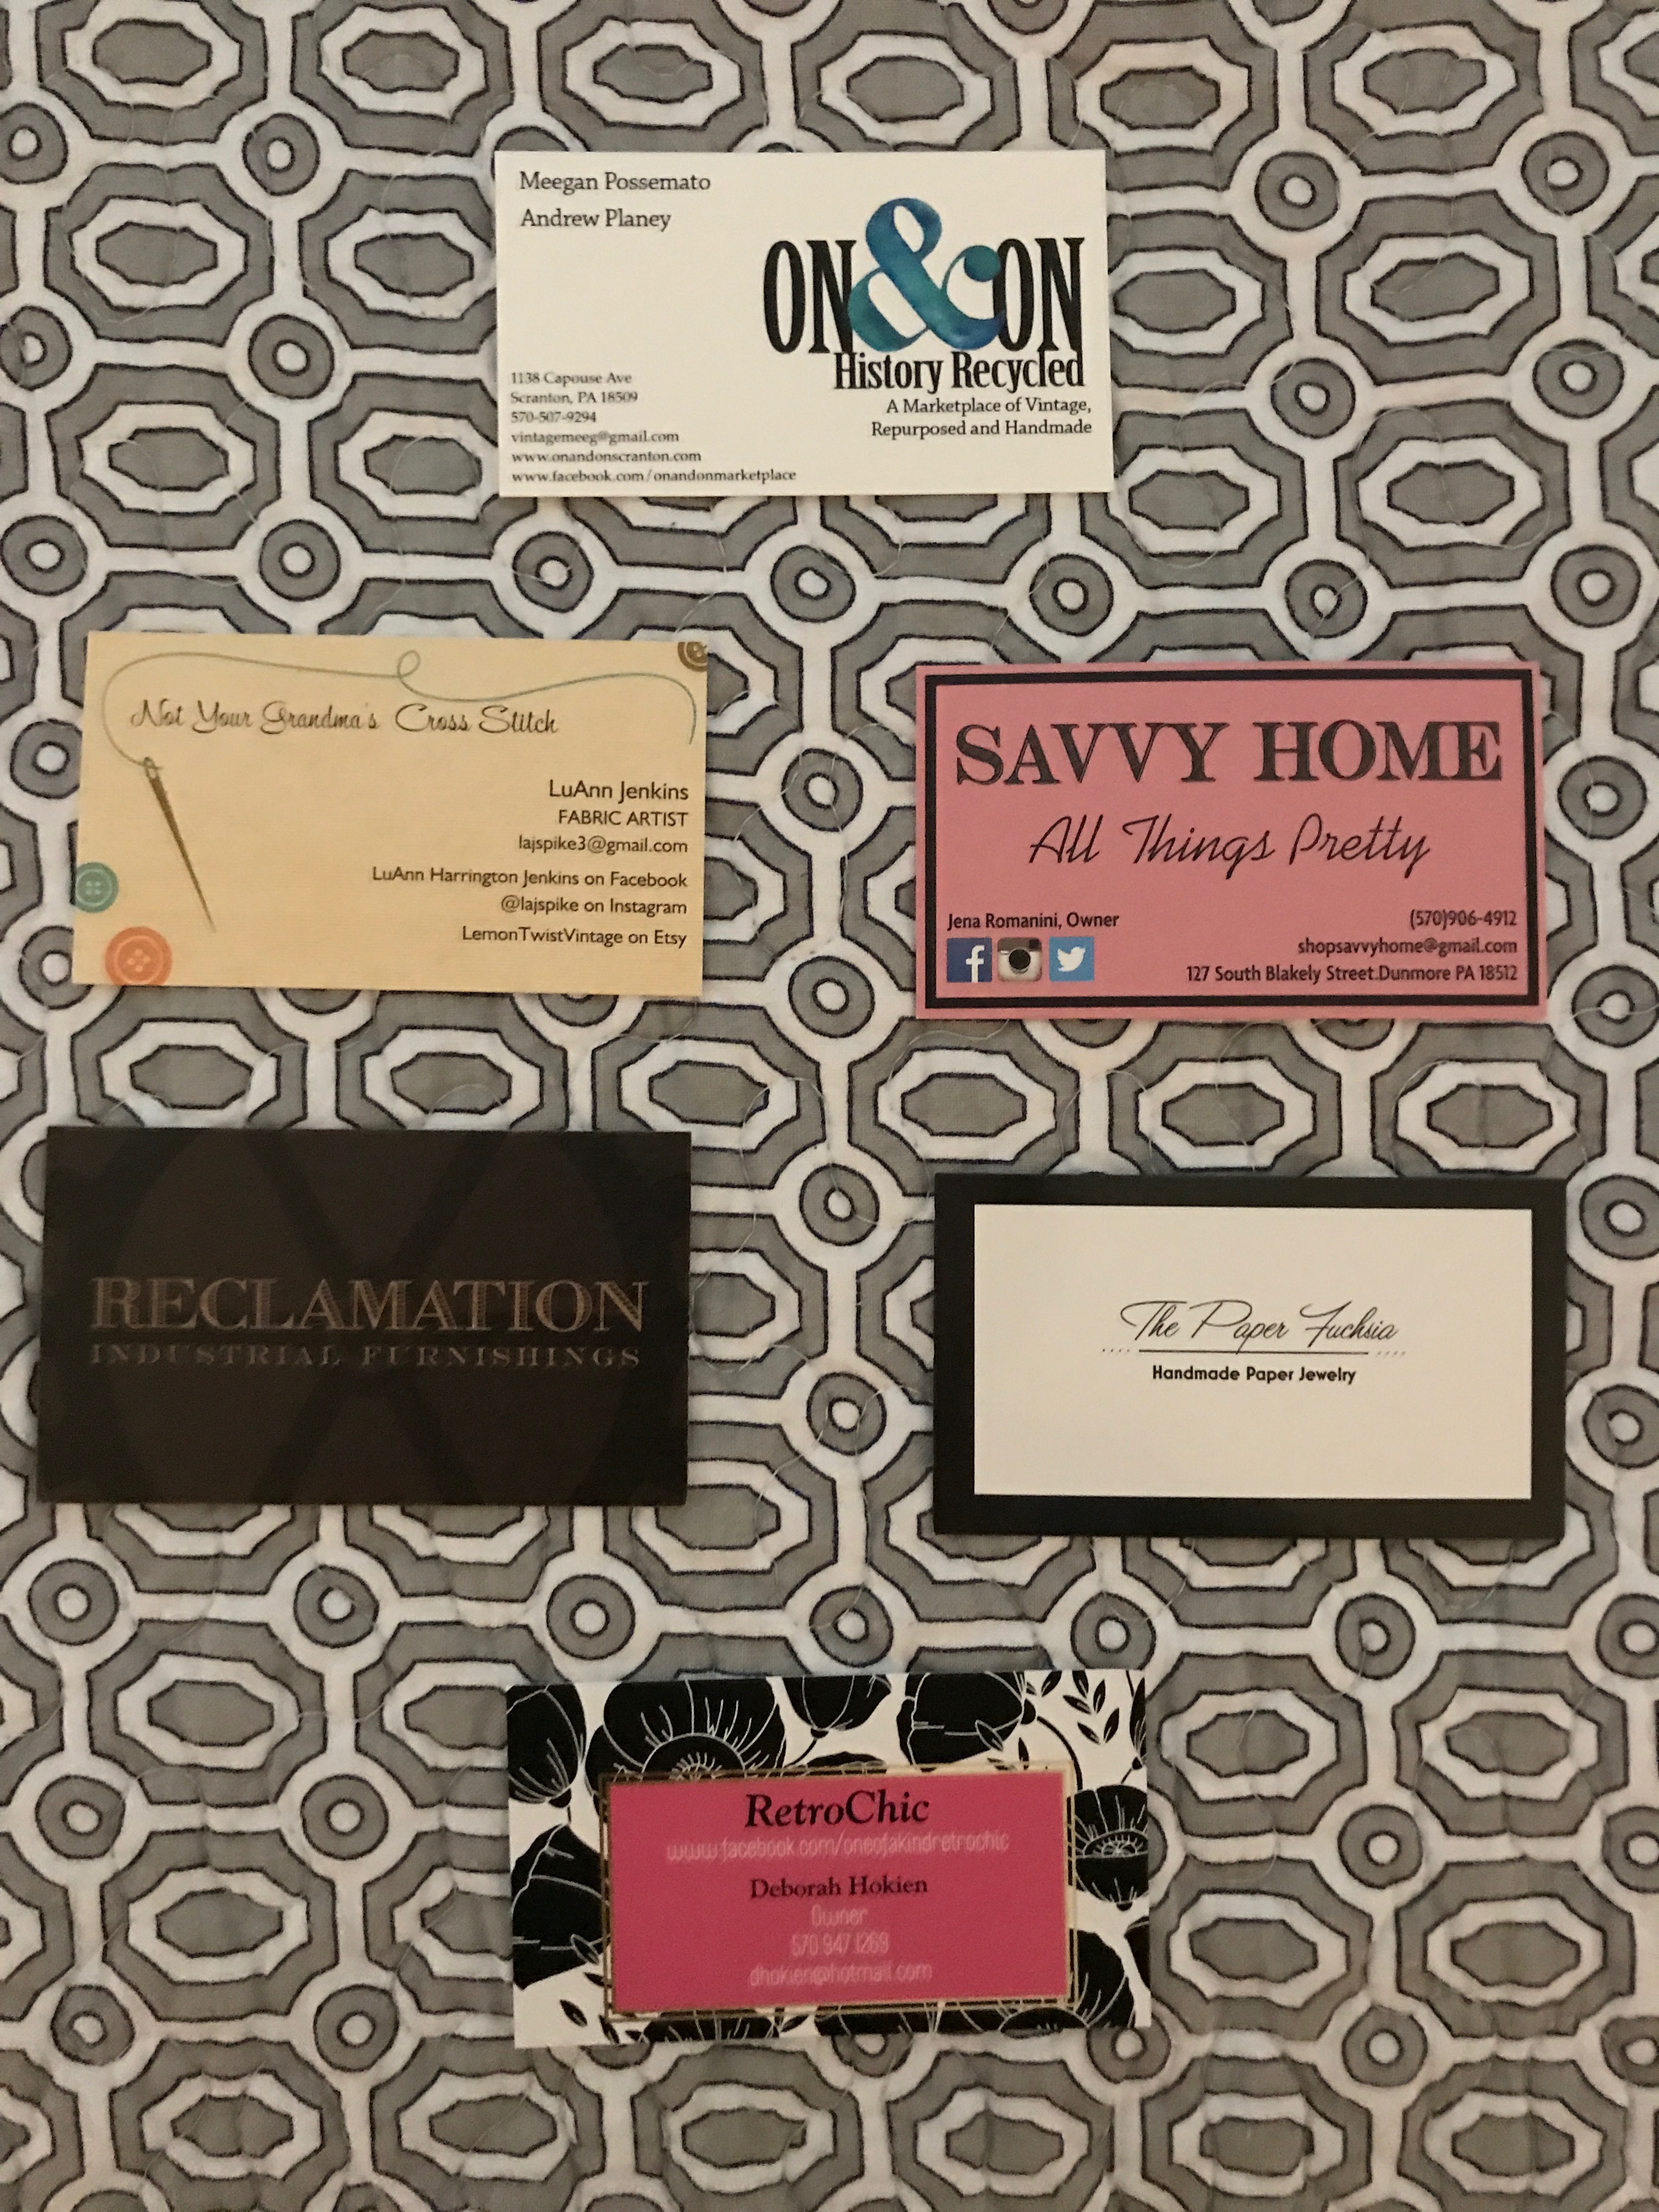 Meegan Possemato
Andrew Planey
ON&ON
History Recycled
A Marketplace of Vintage,
Repurposed and Handmade
1138 Capouse Ave
Scranton, PA 18509
570-507-9294
vintagemeeg@gmail.com
www.onandonscranton.com
www.facebook.com/onandonmarketplace
Not Your Grandma's Cross Stitch
LuAnn Jenkins
FABRIC ARTIST
lajspike3@gmail.com
LuAnn Harrington Jenkins on Facebook
@lajspike on Instagram
LemonTwistVintage on Etsy
SAVVY HOME
All Things Pretty
Jena Romanini, Owner
(570)906-4912
shopsavvyhome@gmail.com
127 South Blakely Street.Dunmore PA 18512
RECLAMATION
INDUSTRIAL FURNISHINGS
The Paper Fuchsia
Handmade Paper Jewelry
RetroChic
www.facebook.com/oneofakindretrochic
Deborah Hokien
Owner
570 947 1269
dhokien@hotmail.com